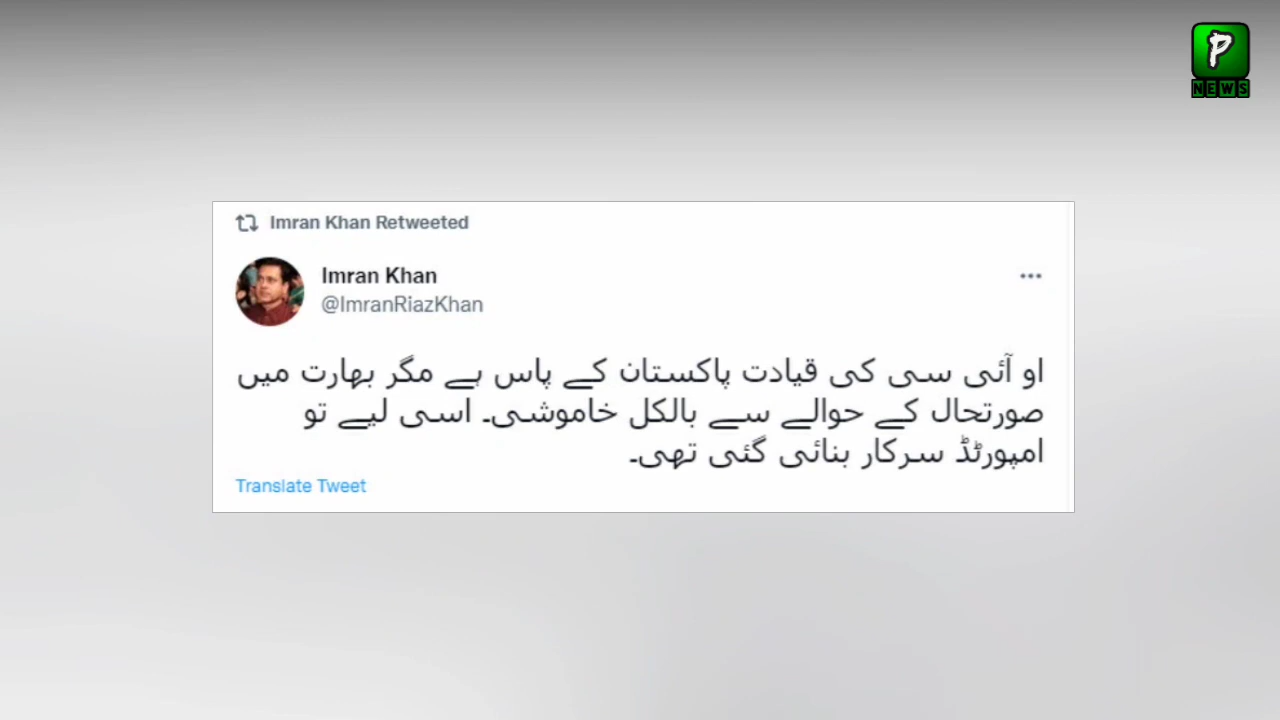 P
NEWS
Imran Khan Retweeted
Imran Khan
@ImranRiazKhan
او آئی سی کی قیادت پاکستان کے پاس ہے مگر بھارت میں
صورتحال کے حوالے سے بالکل خاموشی۔ اسی لیے تو
امپورٹڈ سرکار بنائی گئی تھی۔
Translate Tweet